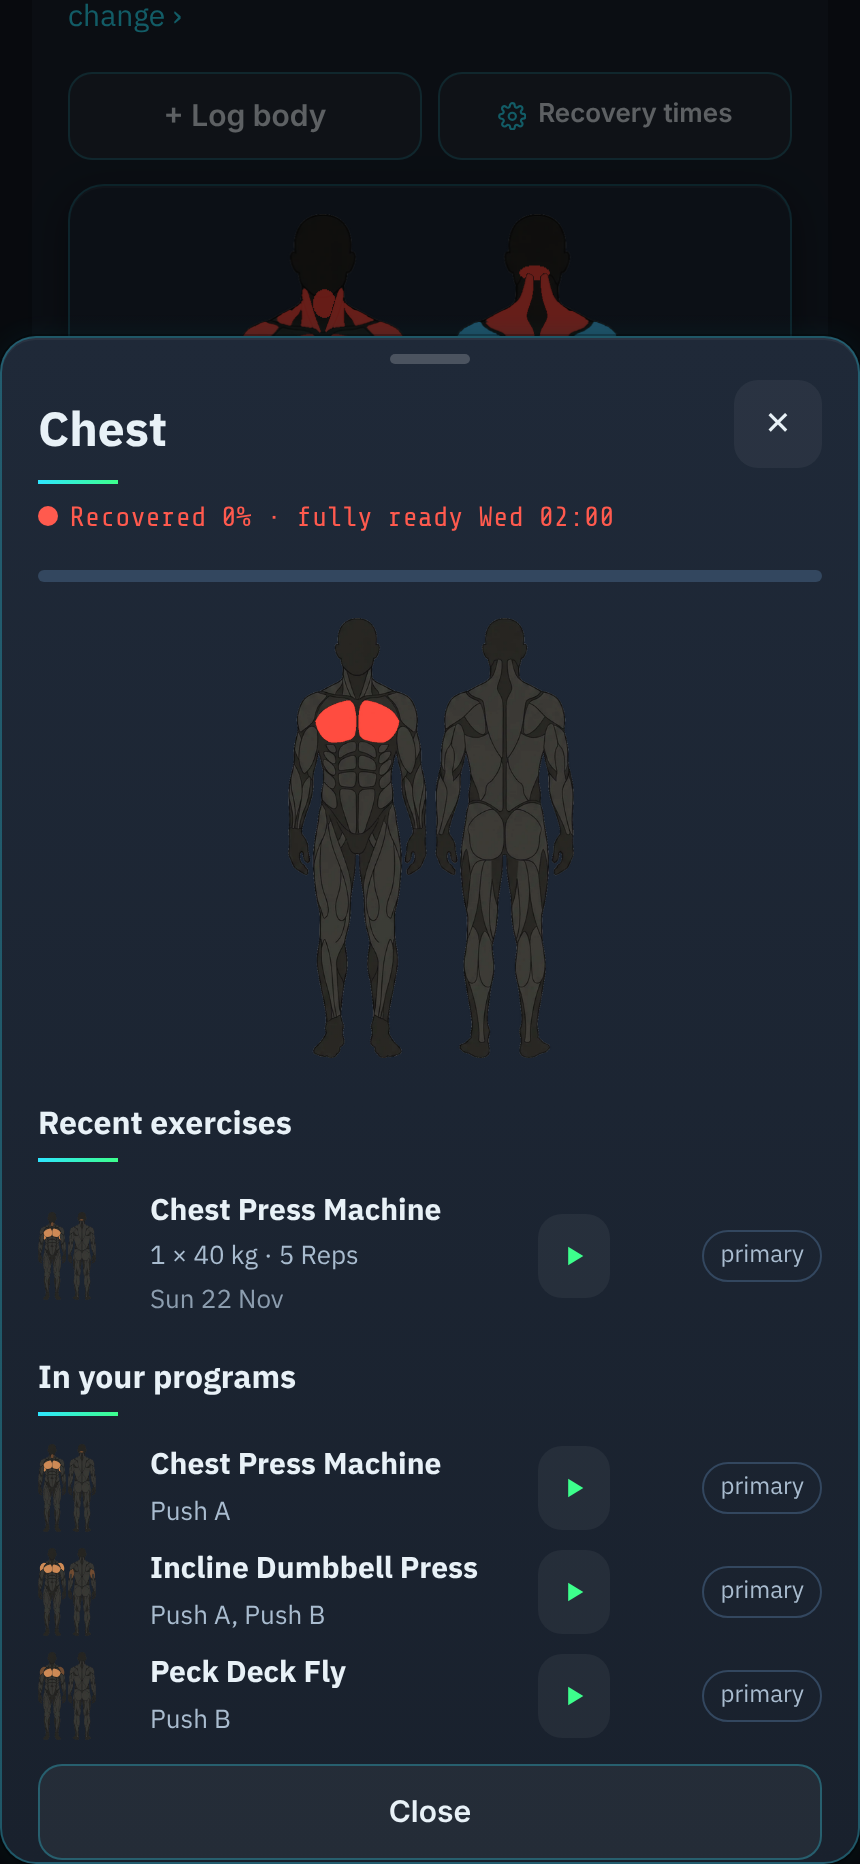 change ›
+ Log body
Recovery times
Chest
×
Recovered 0% · fully ready Wed 02:00
Recent exercises
Chest Press Machine
1 × 40 kg · 5 Reps
primary
Sun 22 Nov
In your programs
Chest Press Machine
Push A
primary
Incline Dumbbell Press
Push A, Push B
primary
Peck Deck Fly
Push B
primary
Close